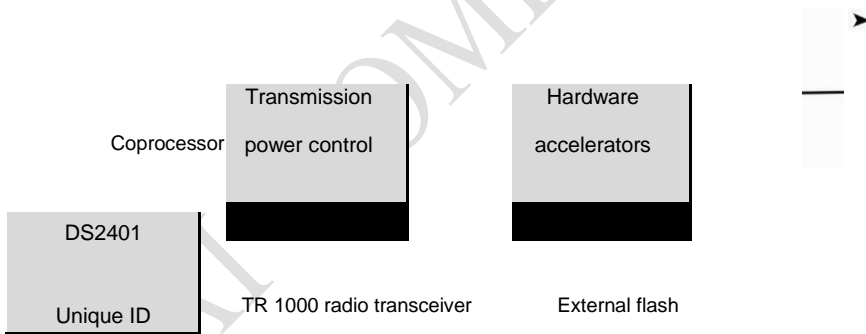 Transmission
Hardware
Coprocessor
power control
accelerators
DS2401
Unique ID
TR 1000 radio transceiver
External flash